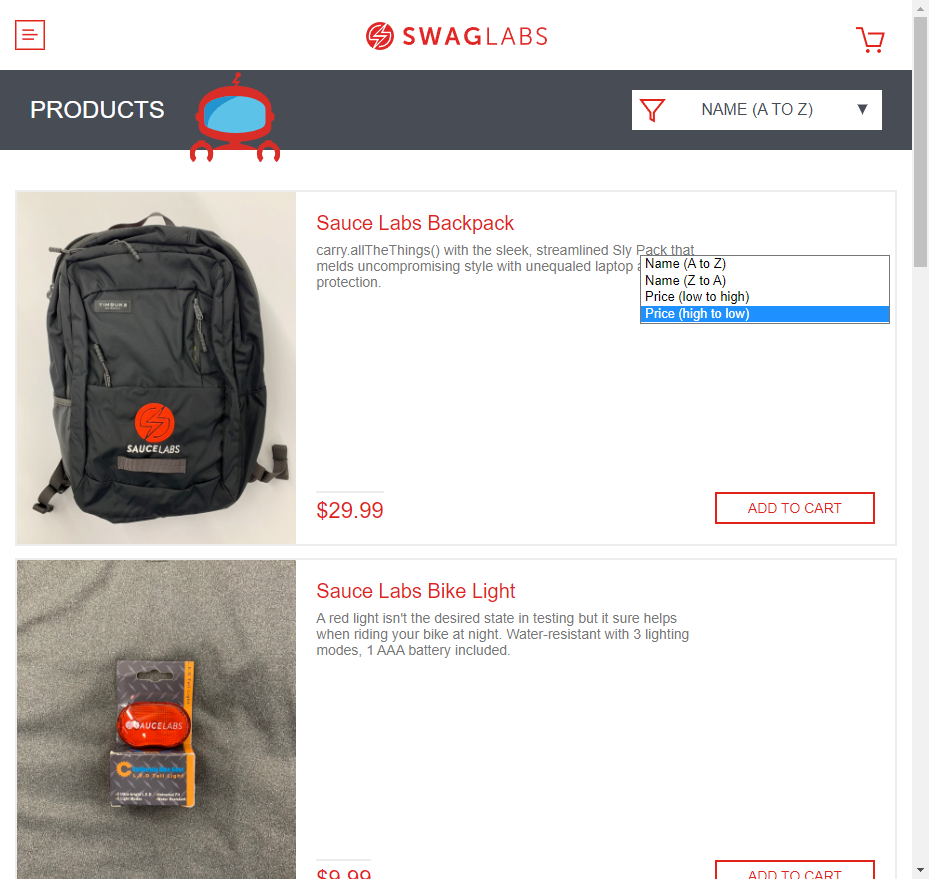 SWAGLABS
PRODUCTS
NAME (A TO Z)
Sauce Labs Backpack
carry.allTheThings() with the sleek, streamlined Sly Pack that
melds uncompromising style with unequaled laptop
protection.
Name (A to Z)
Name (Z to A)
Price (low to high)
Price (high to low)
TIMBUK2
SAUCELABS
$29.99
ADD TO CART
Sauce Labs Bike Light
A red light isn't the desired state in testing but it sure helps
when riding your bike at night. Water-resistant with 3 lighting
modes, 1 AAA battery included.
SAUCELABS
L.E.D Tail Light
$9.99
ADD TO CART